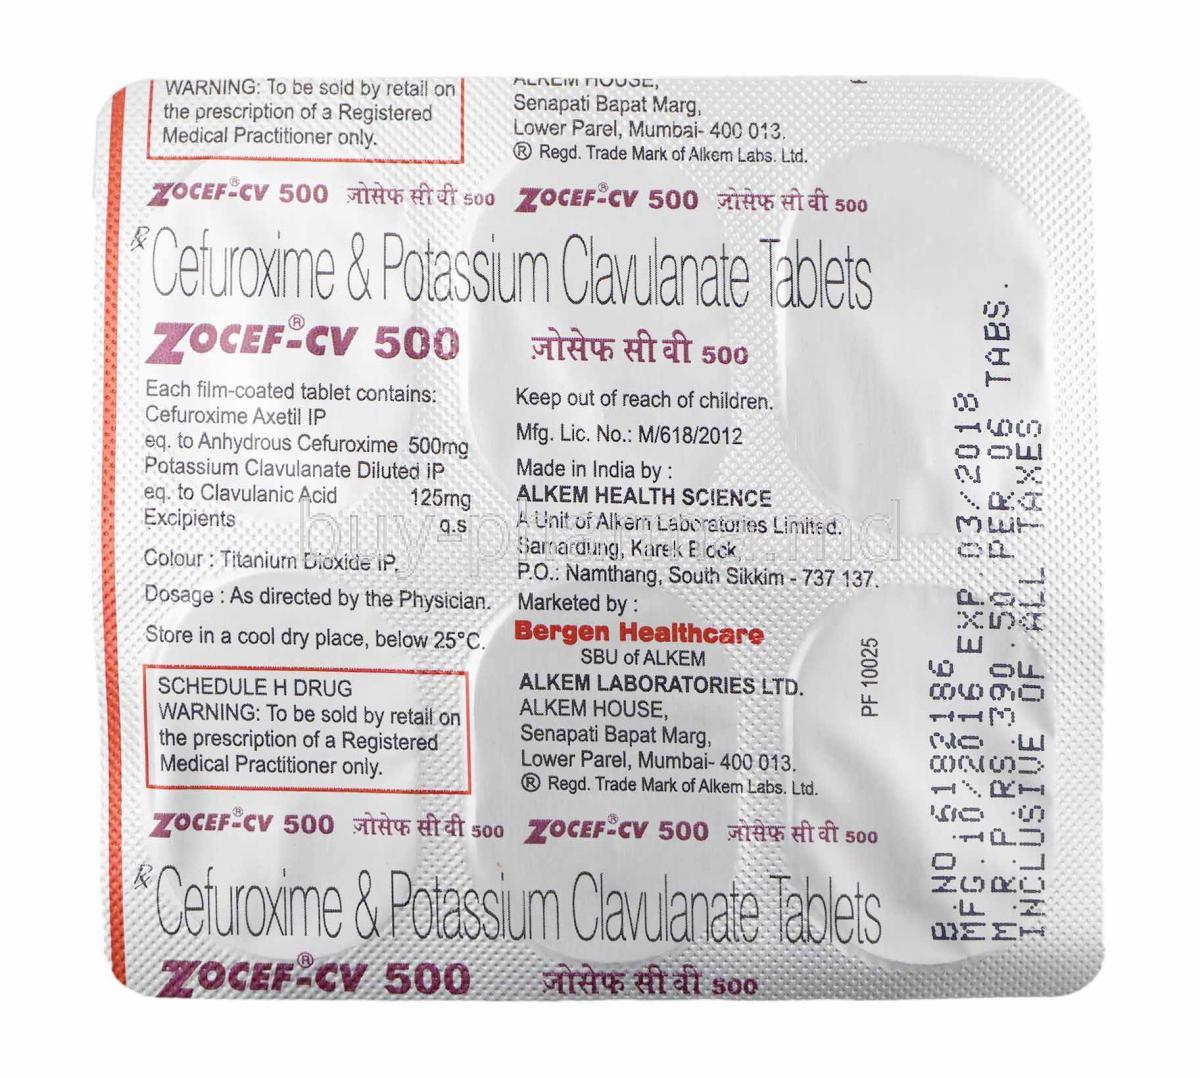 WARNING: To be sold by retail on
the prescription of a Registered
Medical Practitioner only.
ALKEM HOUSE,
Senapati Bapat Marg,
Lower Parel, Mumbai- 400 013.
® Regd. Trade Mark of Alkem Labs. Ltd.
ZOCEF®-CV 500 ज़ोसेफ सी वी 500 ZOCEF®-CV 500 ज़ोसेफ सी वी 500
℞ Cefuroxime & Potassium Clavulanate Tablets
ZOCEF®-CV 500 ज़ोसेफ सी वी 500
Each film-coated tablet contains:
Cefuroxime Axetil IP
eq. to Anhydrous Cefuroxime 500mg
Potassium Clavulanate Diluted IP
eq. to Clavulanic Acid 125mg
Excipients q.s
Colour : Titanium Dioxide IP.
Dosage : As directed by the Physician.
Store in a cool dry place, below 25°C.
SCHEDULE H DRUG
WARNING: To be sold by retail on
the prescription of a Registered
Medical Practitioner only.
Keep out of reach of children.
Mfg. Lic. No.: M/618/2012
Made in India by :
ALKEM HEALTH SCIENCE
A Unit of Alkem Laboratories Limited.
Samardung, Karek Block,
P.O.: Namthang, South Sikkim - 737 137.
Marketed by :
Bergen Healthcare
SBU of ALKEM
ALKEM LABORATORIES LTD.
ALKEM HOUSE,
Senapati Bapat Marg,
Lower Parel, Mumbai- 400 013.
® Regd. Trade Mark of Alkem Labs. Ltd.
PF 10025
B.NO 6182186
MFG.10/2016 EXP.03/2018
M.R.P.RS.390.50 PER 06 TABS.
INCLUSIVE OF ALL TAXES
ZOCEF®-CV 500 ज़ोसेफ सी वी 500 ZOCEF®-CV 500 ज़ोसेफ सी वी 500
℞ Cefuroxime & Potassium Clavulanate Tablets
ZOCEF®-CV 500 ज़ोसेफ सी वी 500
buy-pharma.md